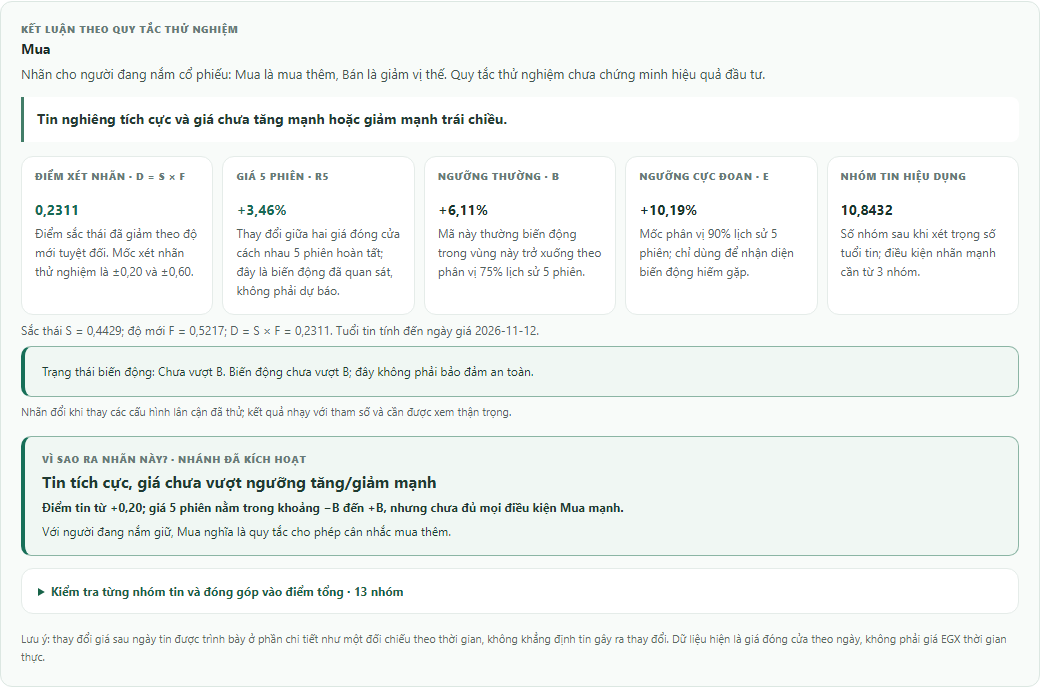 KẾT LUẬN THEO QUY TẮC THỬ NGHIỆM
Mua
Nhãn cho người đang nắm cổ phiếu: Mua là mua thêm, Bán là giảm vị thế. Quy tắc thử nghiệm chưa chứng minh hiệu quả đầu tư.
Tin nghiêng tích cực và giá chưa tăng mạnh hoặc giảm mạnh trái chiều.
ĐIỂM XÉT NHÃN · D = S × F
0,2311
Điểm sắc thái đã giảm theo độ
mới tuyệt đối. Mốc xét nhãn
thử nghiệm là ±0,20 và ±0,60.
GIÁ 5 PHIÊN · R5
+3,46%
Thay đổi giữa hai giá đóng cửa
cách nhau 5 phiên hoàn tất;
đây là biến động đã quan sát,
không phải dự báo.
NGƯỠNG THƯỜNG · B
+6,11%
Mã này thường biến động
trong vùng này trở xuống theo
phân vị 75% lịch sử 5 phiên.
NGƯỠNG CỰC ĐOAN · E
+10,19%
Mốc phân vị 90% lịch sử 5
phiên; chỉ dùng để nhận diện
biến động hiếm gặp.
NHÓM TIN HIỆU DỤNG
10,8432
Số nhóm sau khi xét trọng số
tuổi tin; điều kiện nhãn mạnh
cần từ 3 nhóm.
Sắc thái S = 0,4429; độ mới F = 0,5217; D = S × F = 0,2311. Tuổi tin tính đến ngày giá 2026-11-12.
Trạng thái biến động: Chưa vượt B. Biến động chưa vượt B; đây không phải bảo đảm an toàn.
Nhãn đổi khi thay các cấu hình lân cận đã thử; kết quả nhạy với tham số và cần được xem thận trọng.
VÌ SAO RA NHÃN NÀY? · NHÁNH ĐÃ KÍCH HOẠT
Tin tích cực, giá chưa vượt ngưỡng tăng/giảm mạnh
Điểm tin từ +0,20; giá 5 phiên nằm trong khoảng −B đến +B, nhưng chưa đủ mọi điều kiện Mua mạnh.
Với người đang nắm giữ, Mua nghĩa là quy tắc cho phép cân nhắc mua thêm.
▶ Kiểm tra từng nhóm tin và đóng góp vào điểm tổng · 13 nhóm
Lưu ý: thay đổi giá sau ngày tin được trình bày ở phần chi tiết như một đối chiếu theo thời gian, không khẳng định tin gây ra thay đổi. Dữ liệu hiện là giá đóng cửa theo ngày, không phải giá EGX thời gian
thực.